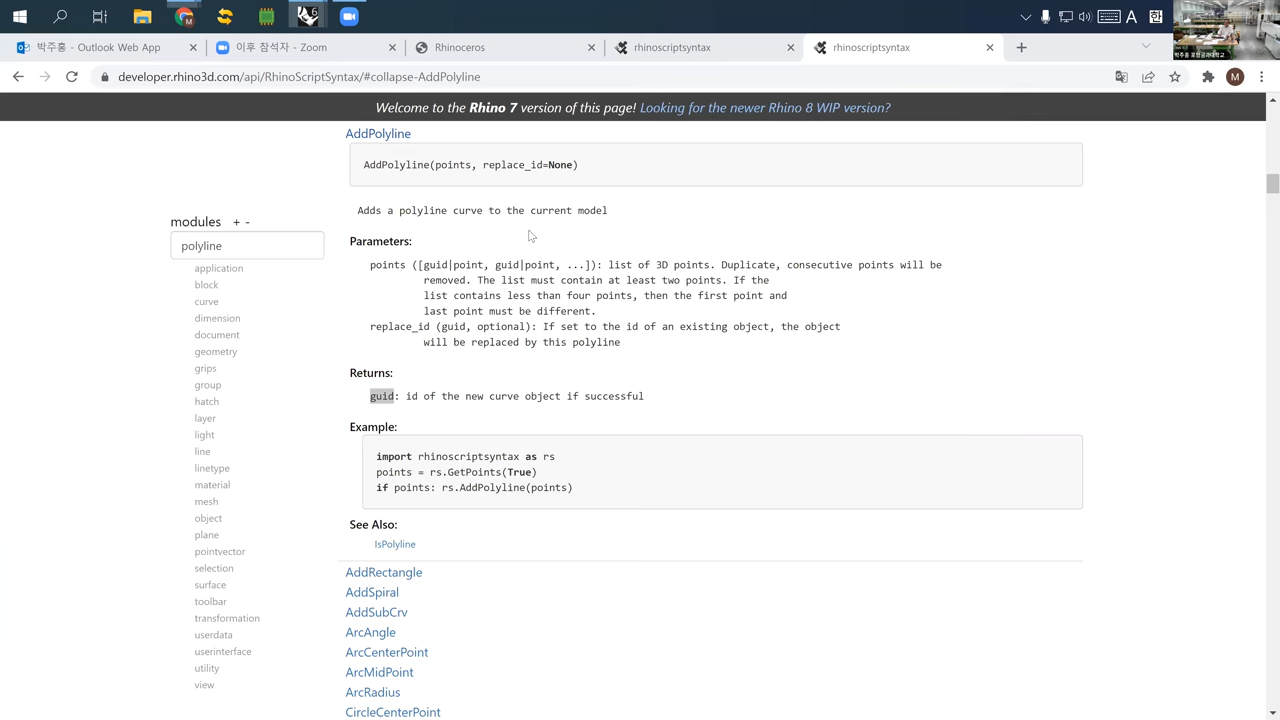 박주홍 - Outlook Web App
이후 참석자 - Zoom
Rhinoceros
rhinoscriptsyntax
rhinoscriptsyntax
developer.rhino3d.com/api/RhinoScriptSyntax/#collapse-AddPolyline
M
A
한
6
Welcome to the Rhino 7 version of this page! Looking for the newer Rhino 8 WIP version?
modules + -
polyline
application
block
curve
dimension
document
geometry
grips
group
hatch
layer
light
line
linetype
material
mesh
object
plane
pointvector
selection
surface
toolbar
transformation
userdata
userinterface
utility
view
AddPolyline
AddPolyline(points, replace_id=None)
Adds a polyline curve to the current model
Parameters:
points ([guid|point, guid|point, ...]): list of 3D points. Duplicate, consecutive points will be
removed. The list must contain at least two points. If the
list contains less than four points, then the first point and
last point must be different.
replace_id (guid, optional): If set to the id of an existing object, the object
will be replaced by this polyline
Returns:
guid: id of the new curve object if successful
Example:
import rhinoscriptsyntax as rs
points = rs.GetPoints(True)
if points: rs.AddPolyline(points)
See Also:
IsPolyline
AddRectangle
AddSpiral
AddSubCrv
ArcAngle
ArcCenterPoint
ArcMidPoint
ArcRadius
CircleCenterPoint